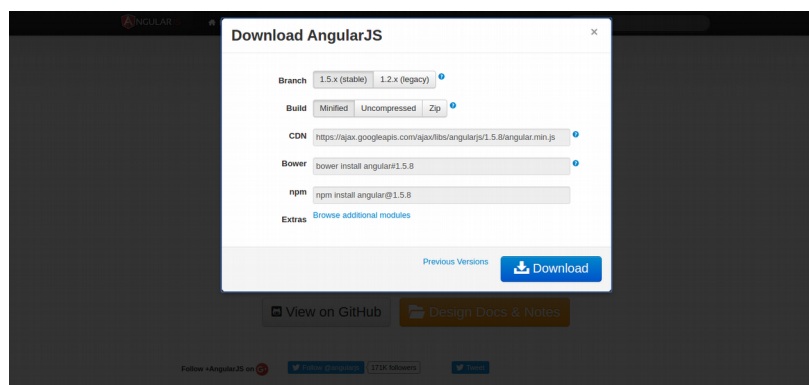 NGULAR
Download AngularJS ×
Branch 1.5.x (stable) 1.2.x (legacy) ?
Build Minified Uncompressed Zip ?
CDN https://ajax.googleapis.com/ajax/libs/angularjs/1.5.8/angular.min.js ?
Bower bower install angular#1.5.8 ?
npm npm install angular@1.5.8
Extras Browse additional modules
Previous Versions Download
View on GitHub Design Docs & Notes
Follow +AngularJS on Follow @angularjs 171K followers Tweet